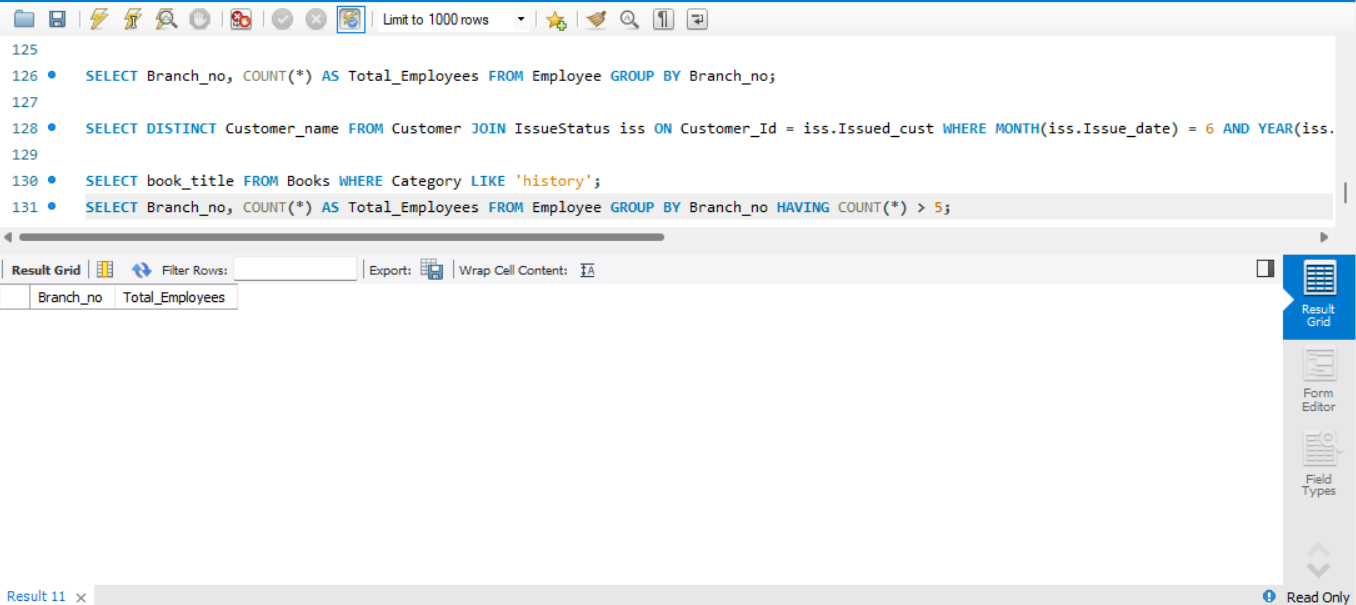 Limit to 1000 rows
125
126 SELECT Branch_no, COUNT(*) AS Total_Employees FROM Employee GROUP BY Branch_no;
127
128 SELECT DISTINCT Customer_name FROM Customer JOIN IssueStatus iss ON Customer_Id = iss.Issued_cust WHERE MONTH(iss.Issue_date) = 6 AND YEAR(iss.
129
130 SELECT book_title FROM Books WHERE Category LIKE 'history';
131 SELECT Branch_no, COUNT(*) AS Total_Employees FROM Employee GROUP BY Branch_no HAVING COUNT(*) > 5;
Result Grid Filter Rows: Export: Wrap Cell Content: IA
Branch_no Total_Employees
Result
Grid
Form
Editor
Field
Types
Result 11 Read Only